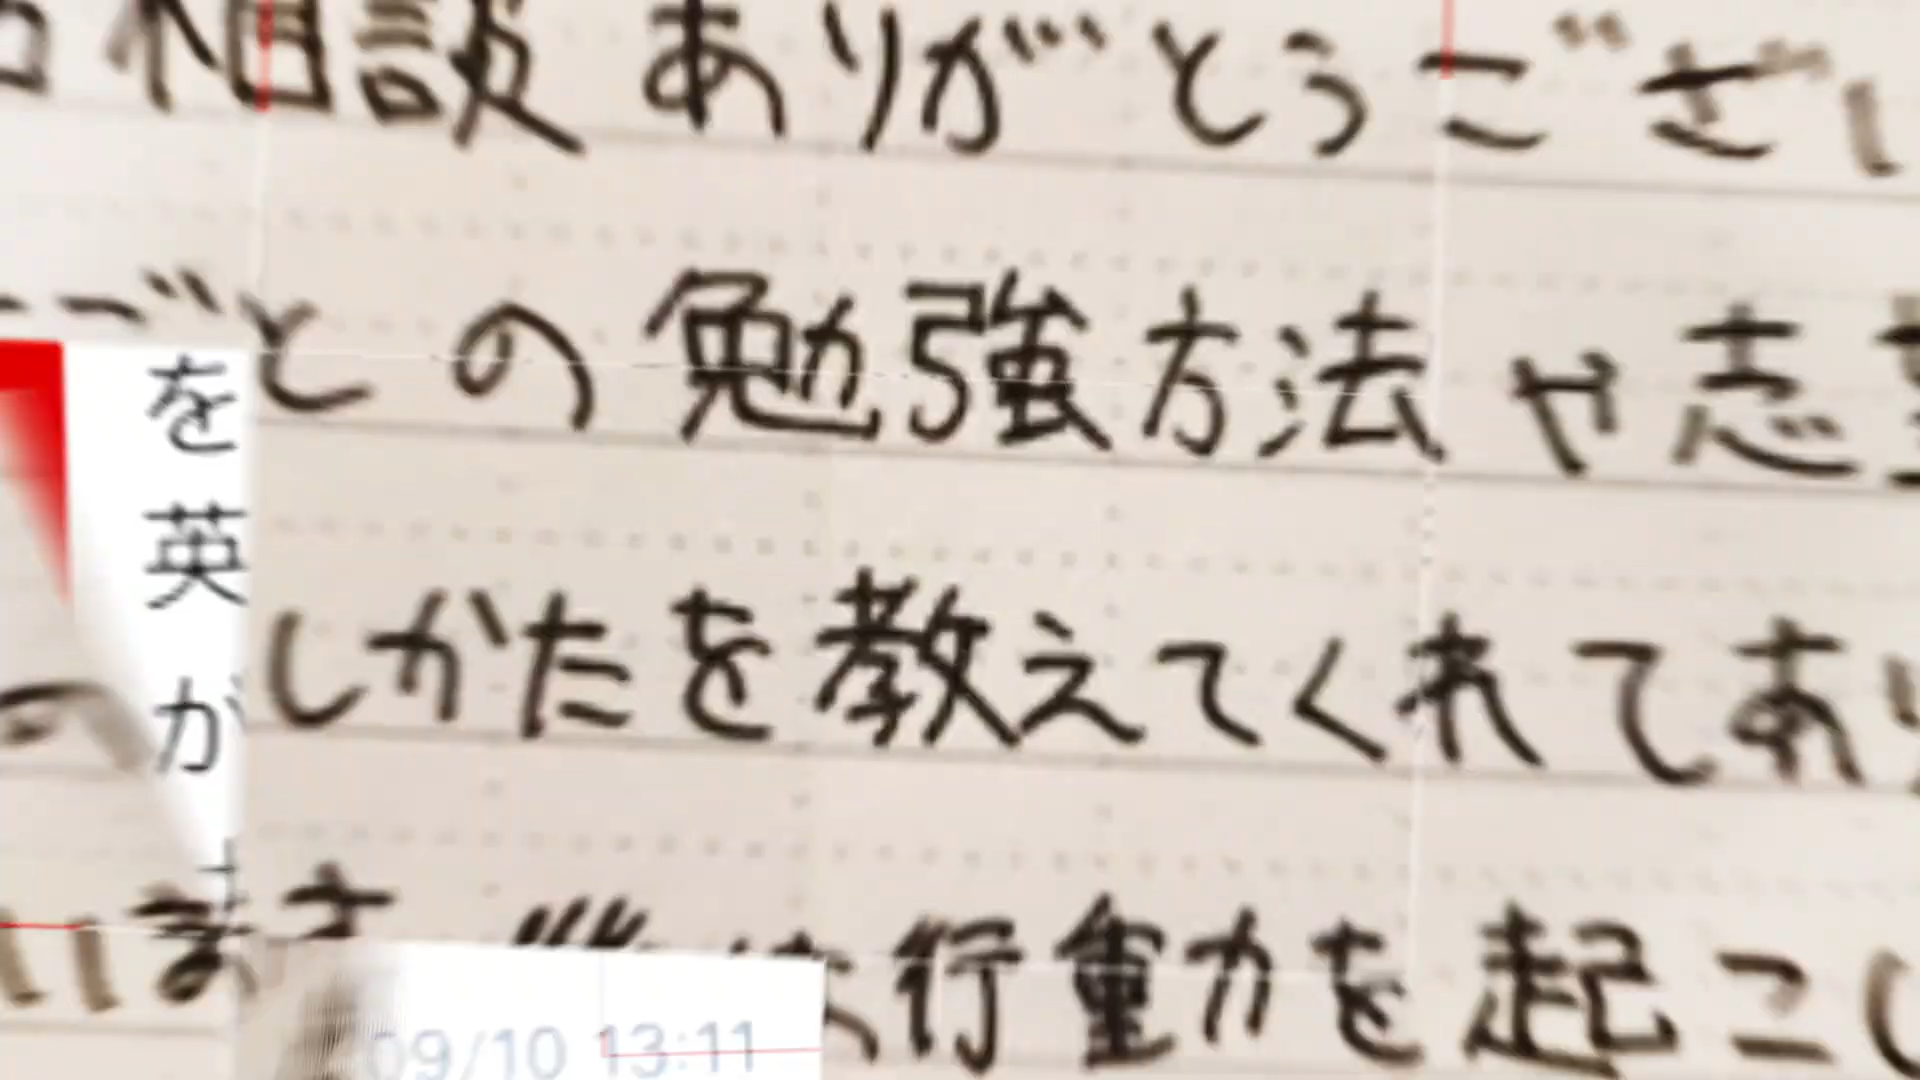 相談ありがとうござい
ごとの勉強方法や志
しかたを教えてくれてあり
います 行動力を起こし
を英が
09/10 13:11